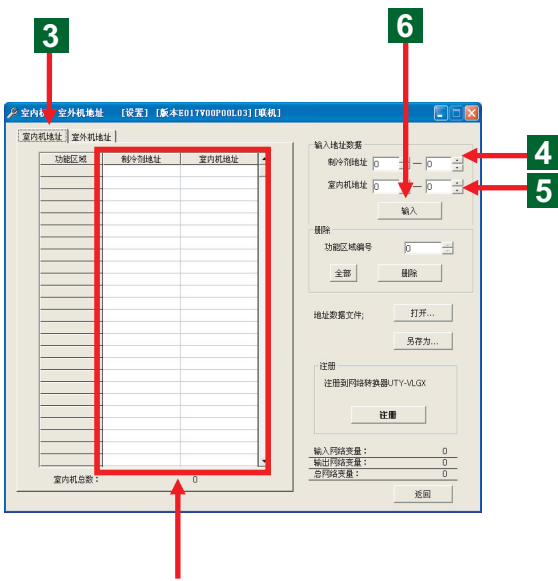 3
6
室内机 室外机地址 [设置] [版本E017V00P00L03] [联机]
室内机地址 室外机地址
功能区域 制冷剂地址 室内机地址
室内机总数: 0
输入地址数据
制冷剂地址 0 — 0
4
室内机地址 0 — 0
5
输入
删除
功能区域编号 0
全部 删除
地址数据文件; 打开...
另存为...
注册
注册到网络转换器UTY-VLGX
注册
输入网络变量: 0
输出网络变量: 0
总网络变量: 0
返回